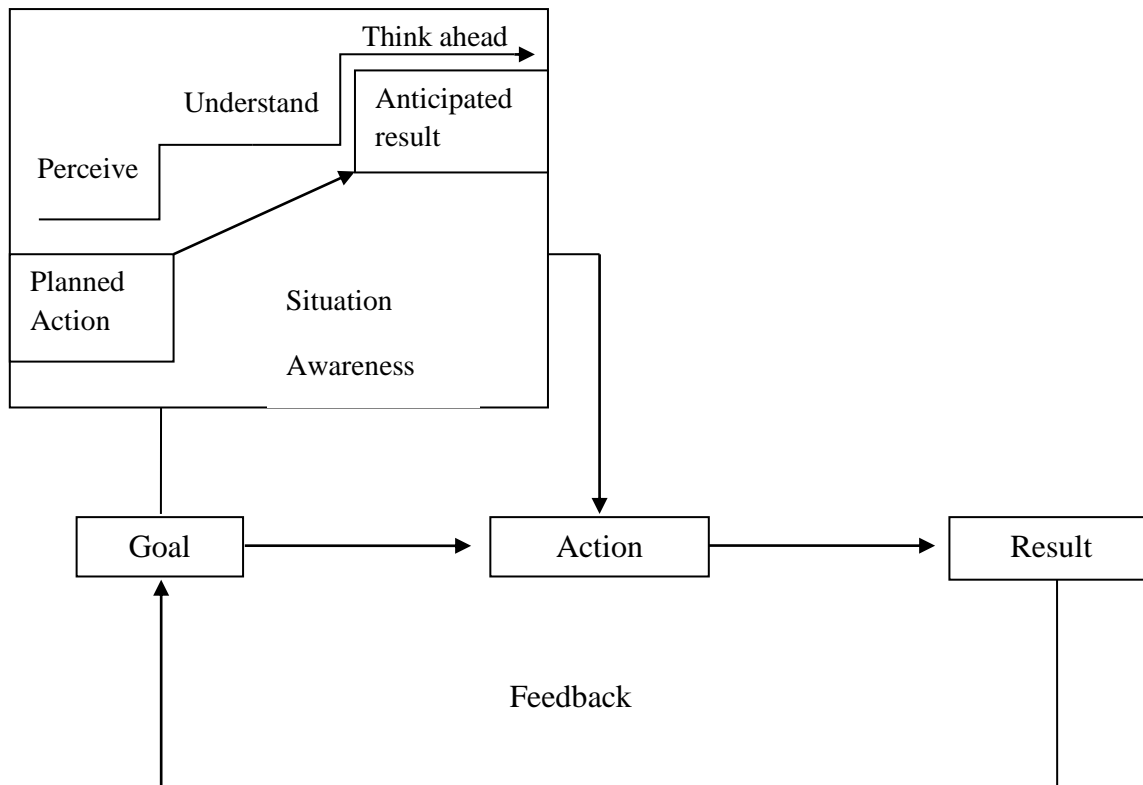 Think ahead
Understand
Anticipated
result
Perceive
Planned
Action
Situation
Awareness
Goal
Action
Result
Feedback